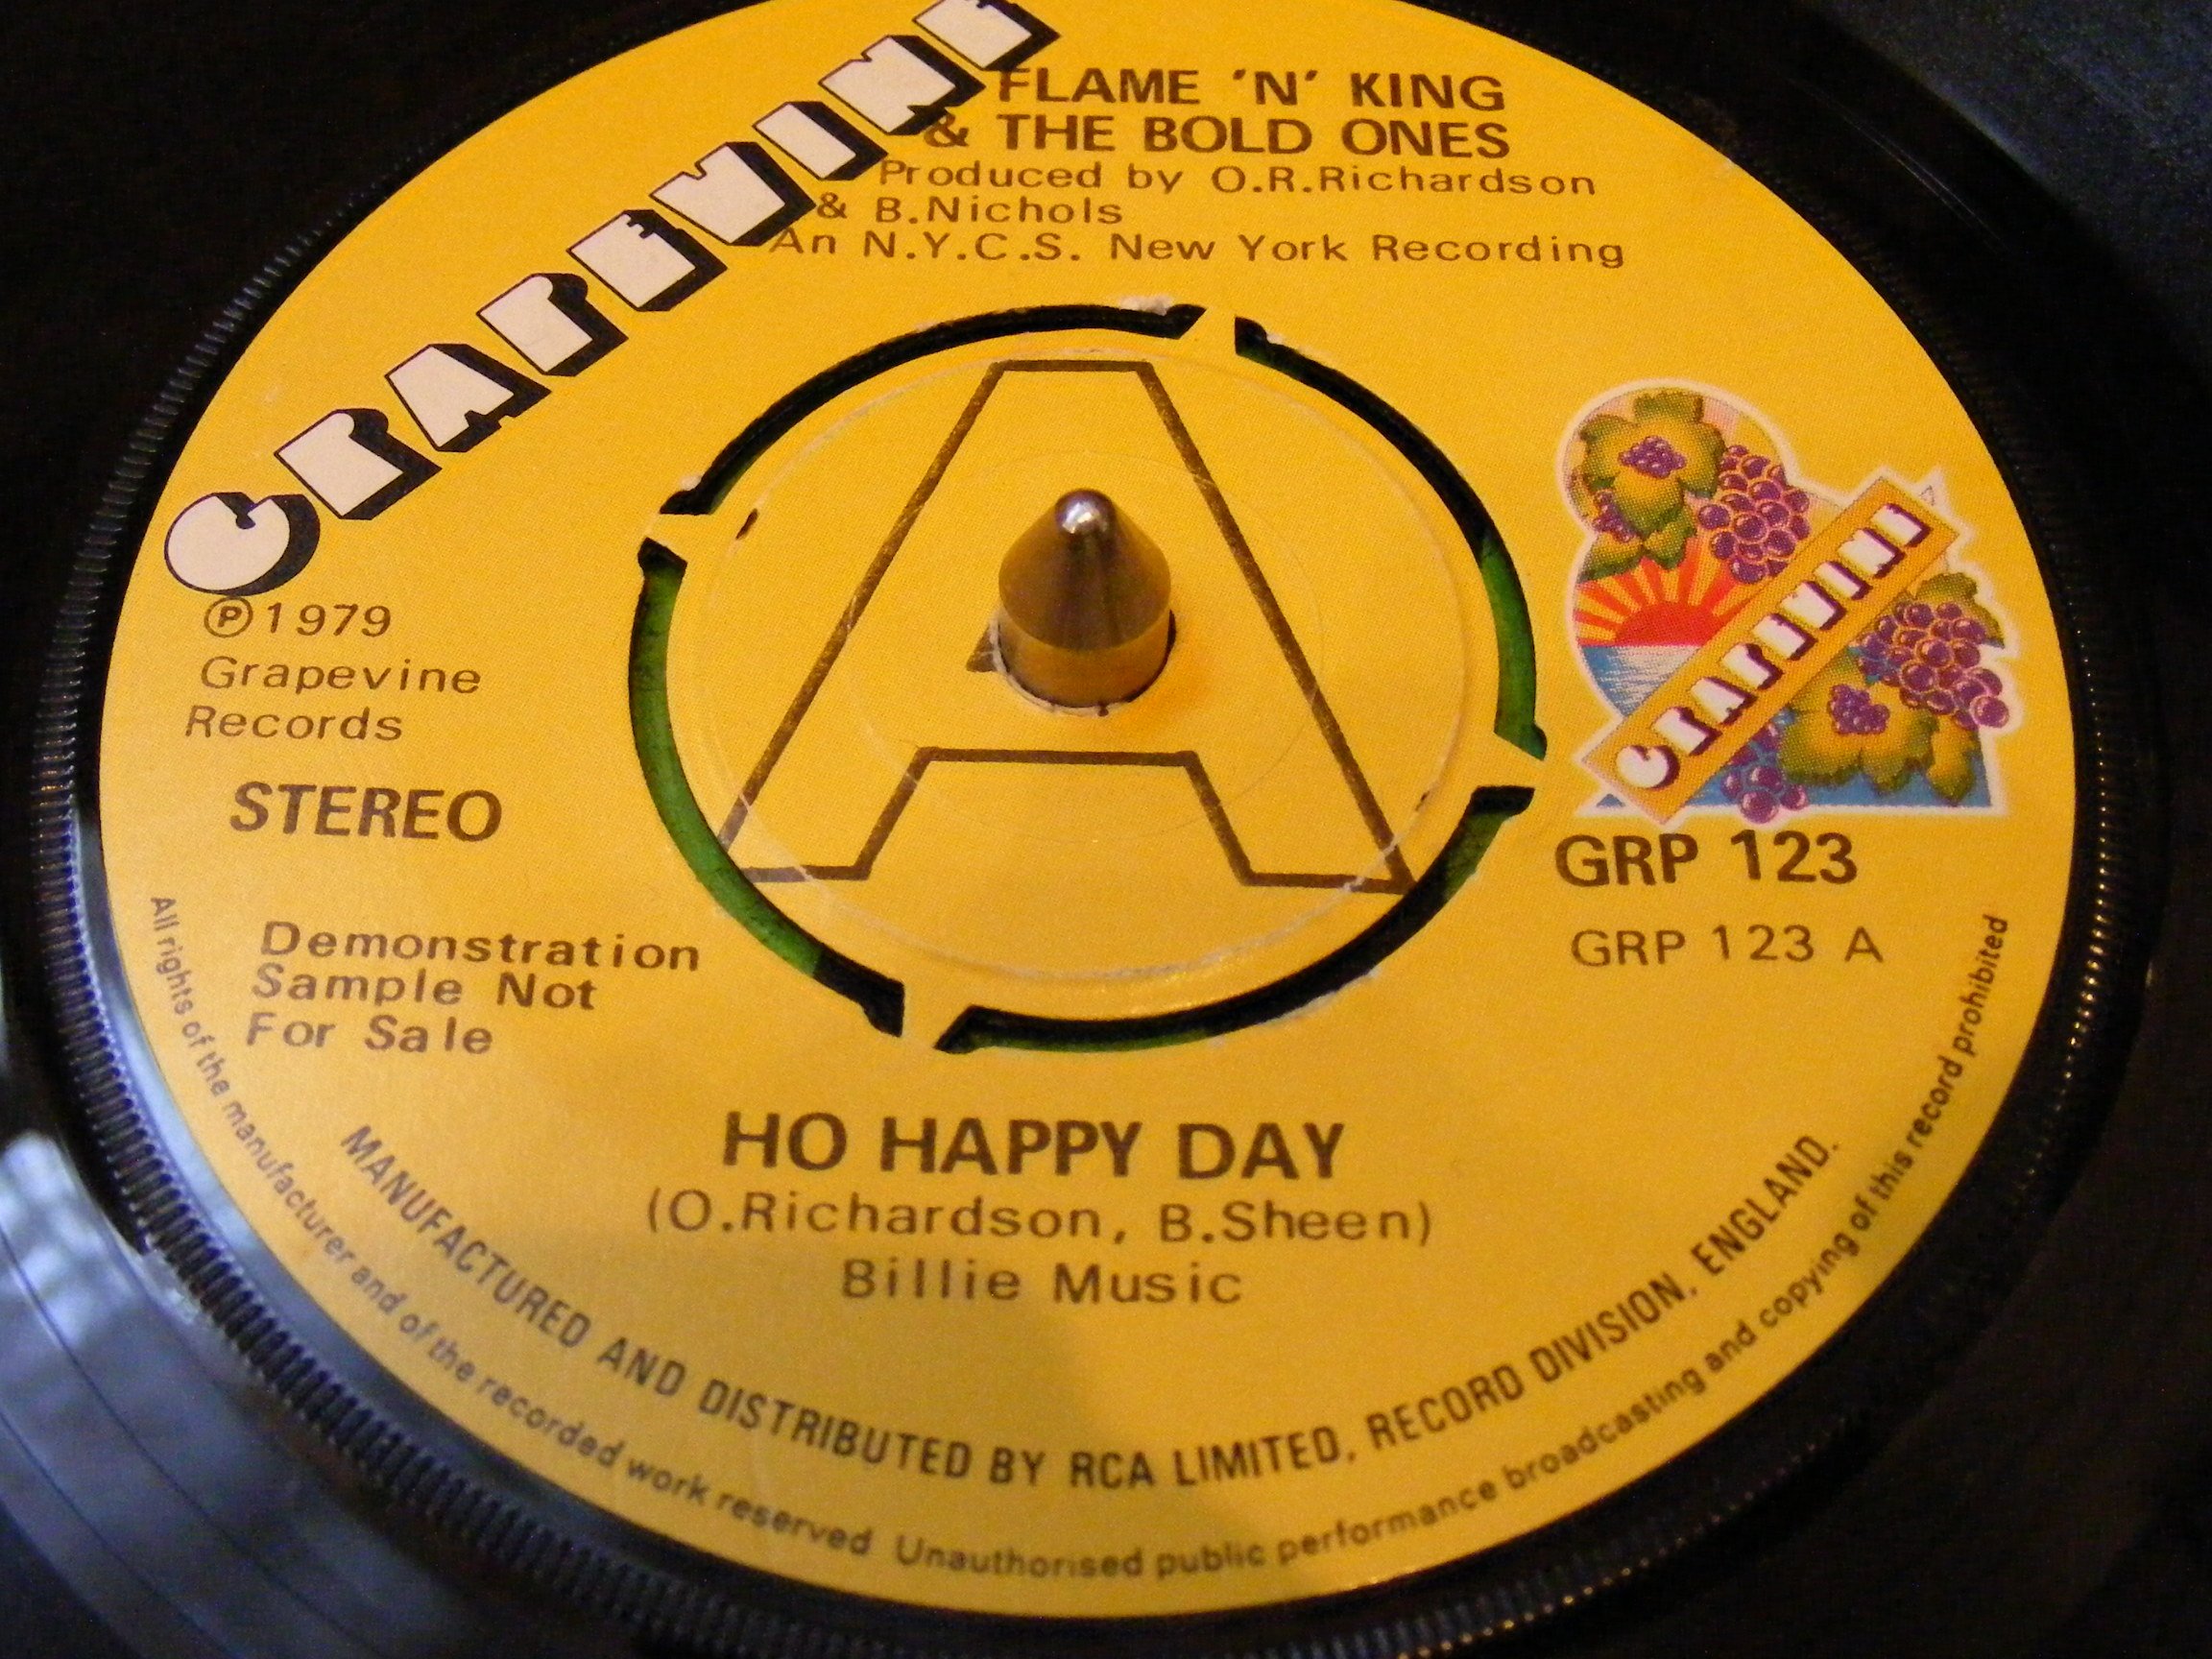 GRAPEVINE
FLAME 'N' KING
& THE BOLD ONES
Produced by O.R.Richardson
& B.Nichols
An N.Y.C.S. New York Recording
A
GRAPEVINE
℗1979
Grapevine
Records
STEREO
GRP 123
GRP 123 A
Demonstration
Sample Not
For Sale
HO HAPPY DAY
(O.Richardson, B.Sheen)
Billie Music
MANUFACTURED AND DISTRIBUTED BY RCA LIMITED, RECORD DIVISION, ENGLAND.
All rights of the manufacturer and of the recorded work reserved Unauthorised public performance broadcasting and copying of this record prohibited